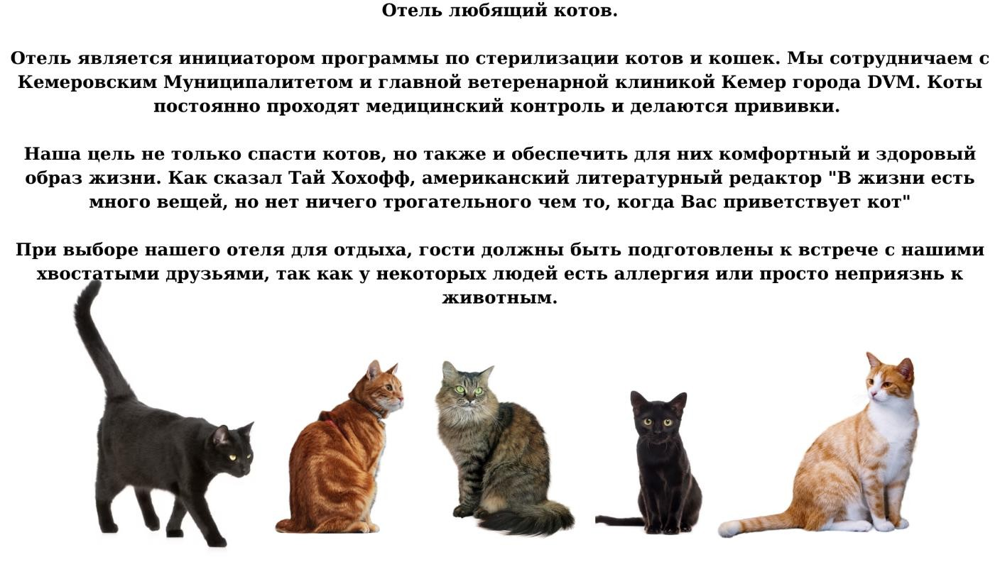 Отель любящий котов.
Отель является инициатором программы по стерилизации котов и кошек. Мы сотрудничаем с
Кемеровским Муниципалитетом и главной ветеренарной клиникой Кемер города DVM. Коты
постоянно проходят медицинский контроль и делаются прививки.
Наша цель не только спасти котов, но также и обеспечить для них комфортный и здоровый
образ жизни. Как сказал Тай Хохофф, американский литературный редактор "В жизни есть
много вещей, но нет ничего трогательного чем то, когда Вас приветствует кот"
При выборе нашего отеля для отдыха, гости должны быть подготовлены к встрече с нашими
хвостатыми друзьями, так как у некоторых людей есть аллергия или просто неприязнь к
животным.